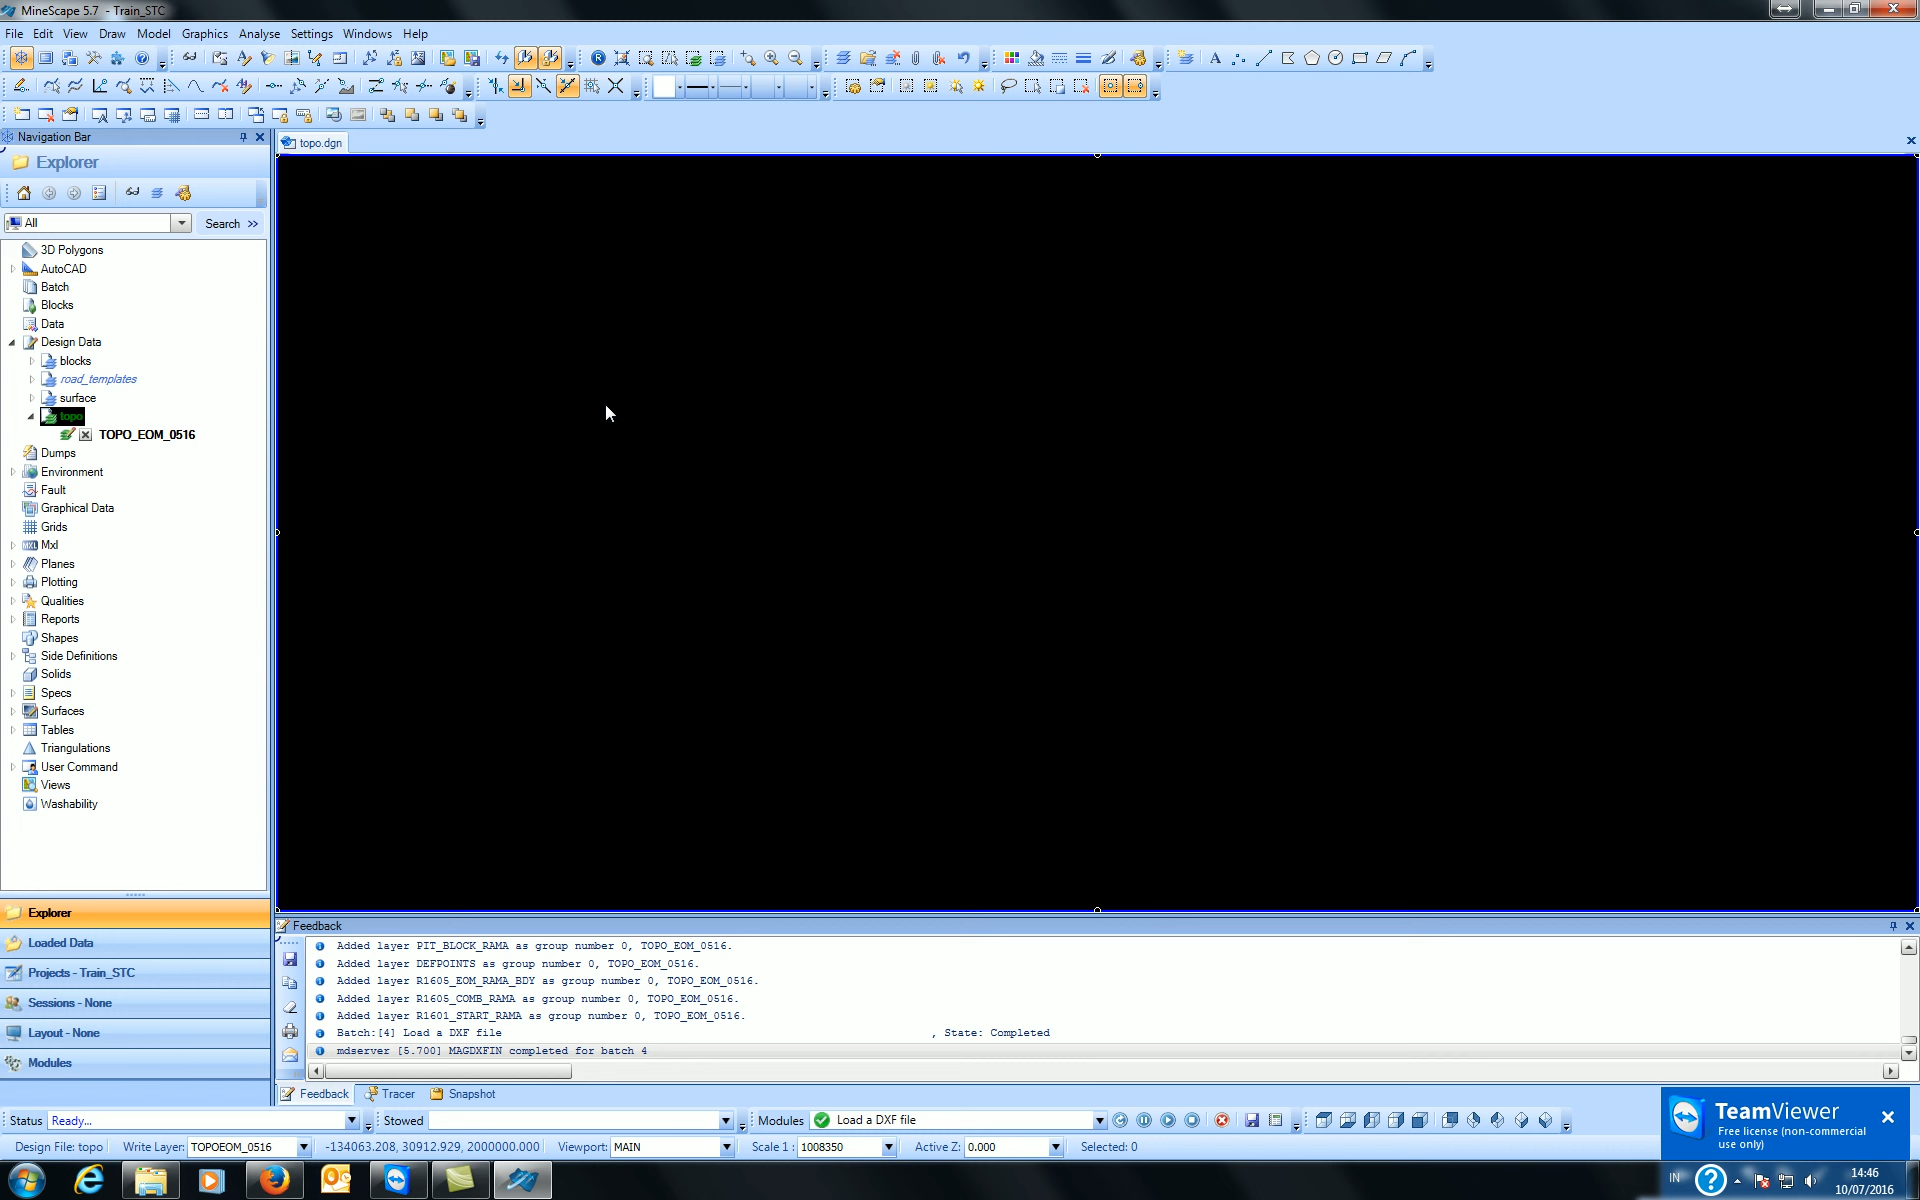 MineScape 5.7 - Train_STC
File Edit View Draw Model Graphics Analyse Settings Windows Help
Navigation Bar
topo.dgn
Explorer
All
Search >>
3D Polygons
AutoCAD
Batch
Blocks
Data
Design Data
blocks
road_templates
surface
topo
TOPO_EOM_0516
Dumps
Environment
Fault
Graphical Data
Grids
Mxl
Planes
Plotting
Qualities
Reports
Shapes
Side Definitions
Solids
Specs
Surfaces
Tables
Triangulations
User Command
Views
Washability
Explorer
Loaded Data
Projects - Train_STC
Sessions - None
Layout - None
Modules
Feedback
Added layer PIT_BLOCK_RAMA as group number 0, TOPO_EOM_0516.
Added layer DEFPOINTS as group number 0, TOPO_EOM_0516.
Added layer R1605_EOM_RAMA_BDY as group number 0, TOPO_EOM_0516.
Added layer R1605_COMB_RAMA as group number 0, TOPO_EOM_0516.
Added layer R1601_START_RAMA as group number 0, TOPO_EOM_0516.
Batch:[4] Load a DXF file , State: Completed
mdserver [5.700] MAGDXFIN completed for batch 4
Feedback Tracer Snapshot
Status Ready... Stowed Modules Load a DXF file
Design File: topo Write Layer: TOPOEOM_0516 -134063.208, 30912.929, 2000000.000 Viewport: MAIN Scale 1 : 1008350 Active Z: 0.000 Selected: 0
TeamViewer
Free license (non-commercial
use only)
IN
14:46
10/07/2016